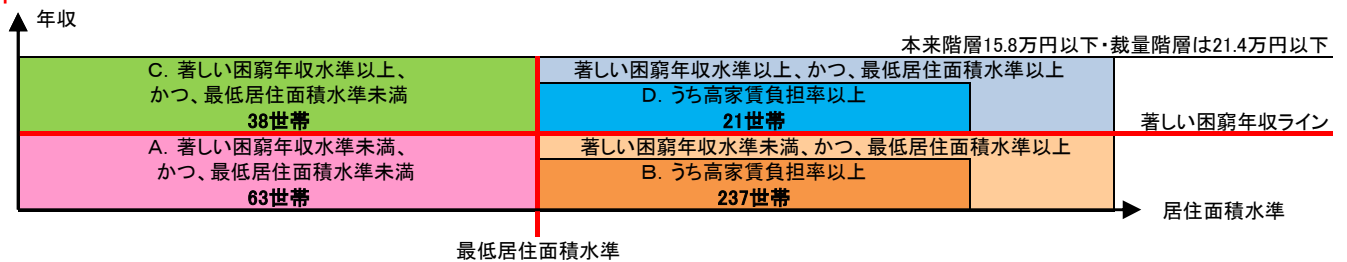 年収
本来階層15.8万円以下・裁量階層は21.4万円以下
C．著しい困窮年収水準以上、
かつ、最低居住面積水準未満
38世帯
著しい困窮年収水準以上、かつ、最低居住面積水準以上
D．うち高家賃負担率以上
21世帯
著しい困窮年収ライン
A．著しい困窮年収水準未満、
かつ、最低居住面積水準未満
63世帯
著しい困窮年収水準未満、かつ、最低居住面積水準以上
B．うち高家賃負担率以上
237世帯
居住面積水準
最低居住面積水準